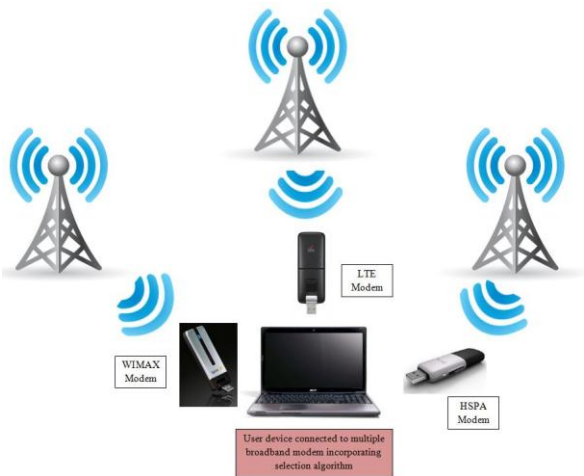 LTE
Modem
WIMAX
Modem
HSPA
Modem
User device connected to multiple
broadband modem incorporating
selection algorithm